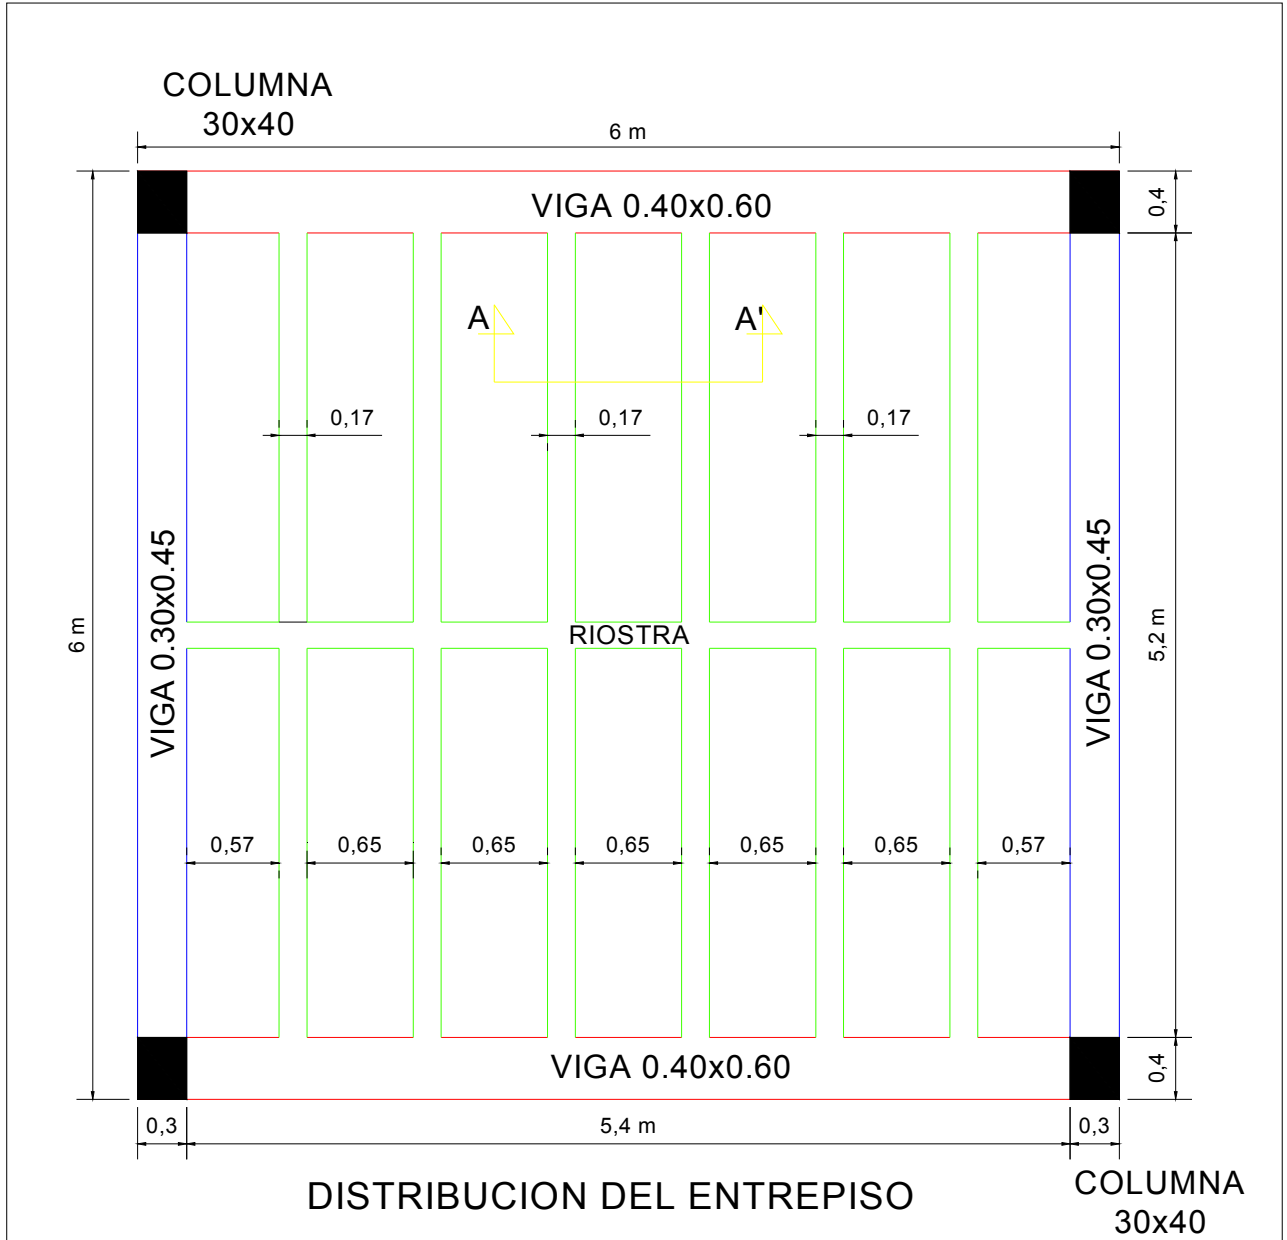 COLUMNA
30x40
6 m
VIGA 0.40x0.60
0,4
A
A'
0,17
0,17
0,17
VIGA 0.30x0.45
6 m
RIOSTRA
VIGA 0.30x0.45
5,2 m
0,57
0,65
0,65
0,65
0,65
0,65
0,57
VIGA 0.40x0.60
0,4
0,3
5,4 m
0,3
DISTRIBUCION DEL ENTREPISO
COLUMNA
30x40